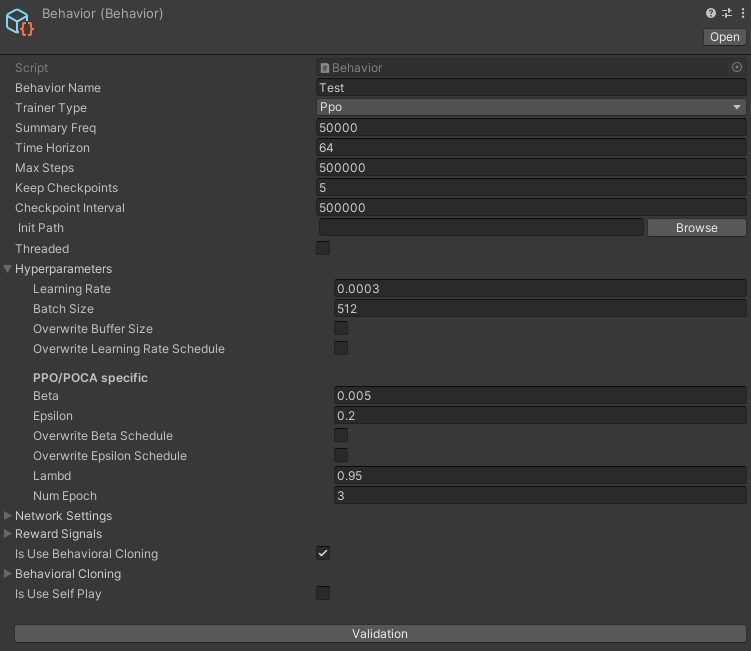 Behavior (Behavior)
Open
Script Behavior
Behavior Name Test
Trainer Type Ppo
Summary Freq 50000
Time Horizon 64
Max Steps 500000
Keep Checkpoints 5
Checkpoint Interval 500000
Init Path Browse
Threaded
Hyperparameters
Learning Rate 0.0003
Batch Size 512
Overwrite Buffer Size
Overwrite Learning Rate Schedule
PPO/POCA specific
Beta 0.005
Epsilon 0.2
Overwrite Beta Schedule
Overwrite Epsilon Schedule
Lambd 0.95
Num Epoch 3
Network Settings
Reward Signals
Is Use Behavioral Cloning
Behavioral Cloning
Is Use Self Play
Validation